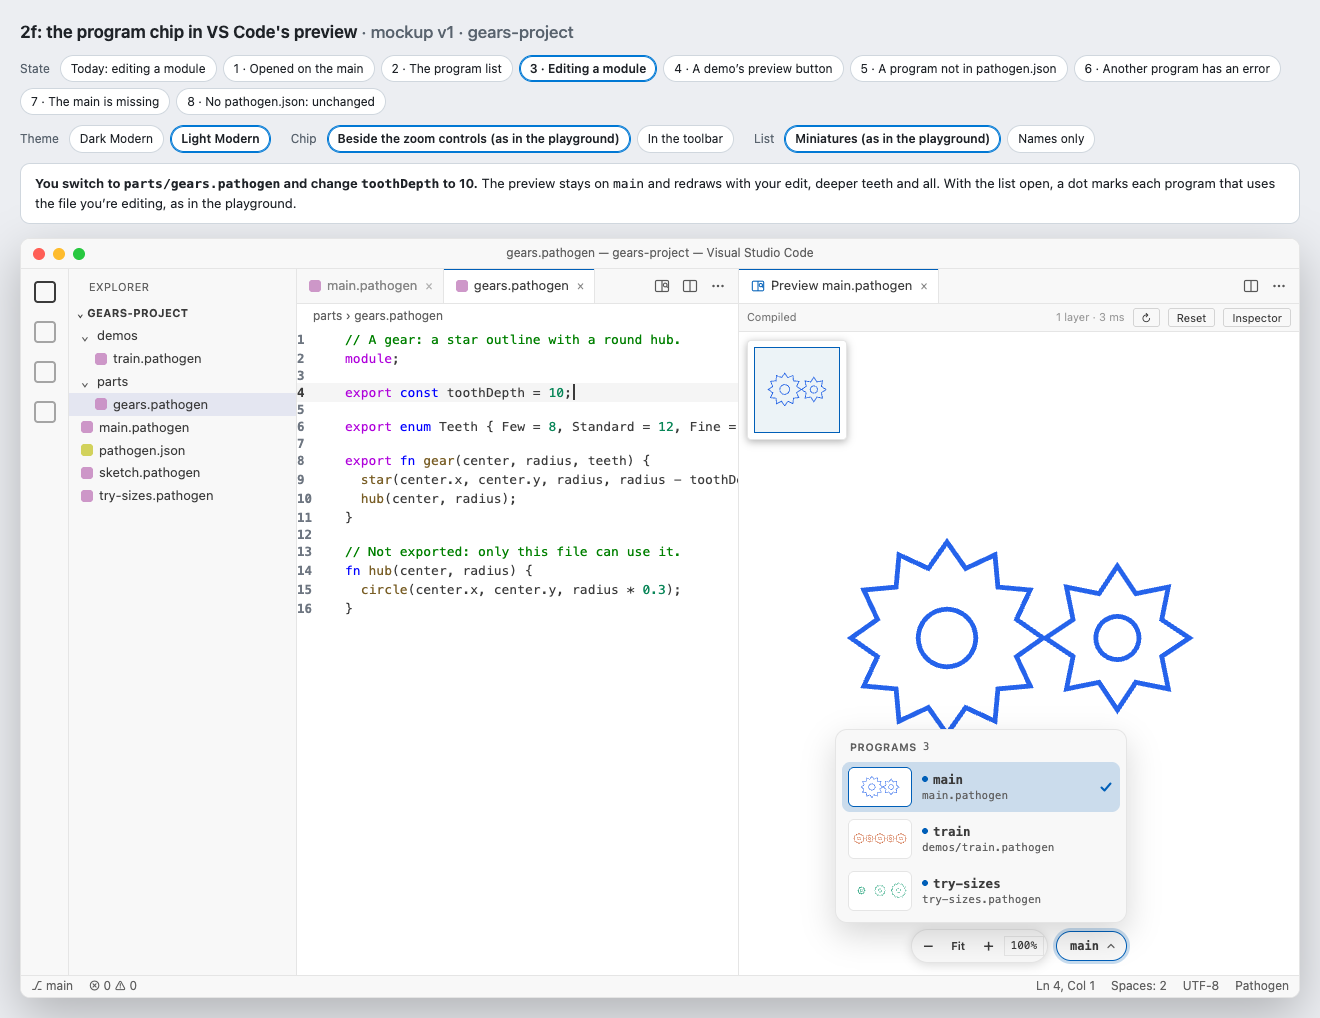 2f: the program chip in VS Code's preview · mockup v1 · gears-project
State Today: editing a module 1 · Opened on the main 2 · The program list 3 · Editing a module 4 · A demo's preview button 5 · A program not in pathogen.json 6 · Another program has an error
7 · The main is missing 8 · No pathogen.json: unchanged
Theme Dark Modern Light Modern Chip Beside the zoom controls (as in the playground) In the toolbar List Miniatures (as in the playground) Names only
You switch to parts/gears.pathogen and change toothDepth to 10. The preview stays on main and redraws with your edit, deeper teeth and all. With the list open, a dot marks each program that uses
the file you're editing, as in the playground.
gears.pathogen — gears-project — Visual Studio Code
EXPLORER
GEARS-PROJECT
demos
train.pathogen
parts
gears.pathogen
main.pathogen
pathogen.json
sketch.pathogen
try-sizes.pathogen
main.pathogen × gears.pathogen ×
parts › gears.pathogen
1 // A gear: a star outline with a round hub.
2 module;
3
4 export const toothDepth = 10;
5
6 export enum Teeth { Few = 8, Standard = 12, Fine =
7
8 export fn gear(center, radius, teeth) {
9 star(center.x, center.y, radius, radius − toothD
10 hub(center, radius);
11 }
12
13 // Not exported: only this file can use it.
14 fn hub(center, radius) {
15 circle(center.x, center.y, radius * 0.3);
16 }
Preview main.pathogen ×
Compiled 1 layer · 3 ms ↻ Reset Inspector
PROGRAMS 3
main
main.pathogen
train
demos/train.pathogen
try-sizes
try-sizes.pathogen
− Fit + 100% main
main 0 0 Ln 4, Col 1 Spaces: 2 UTF-8 Pathogen